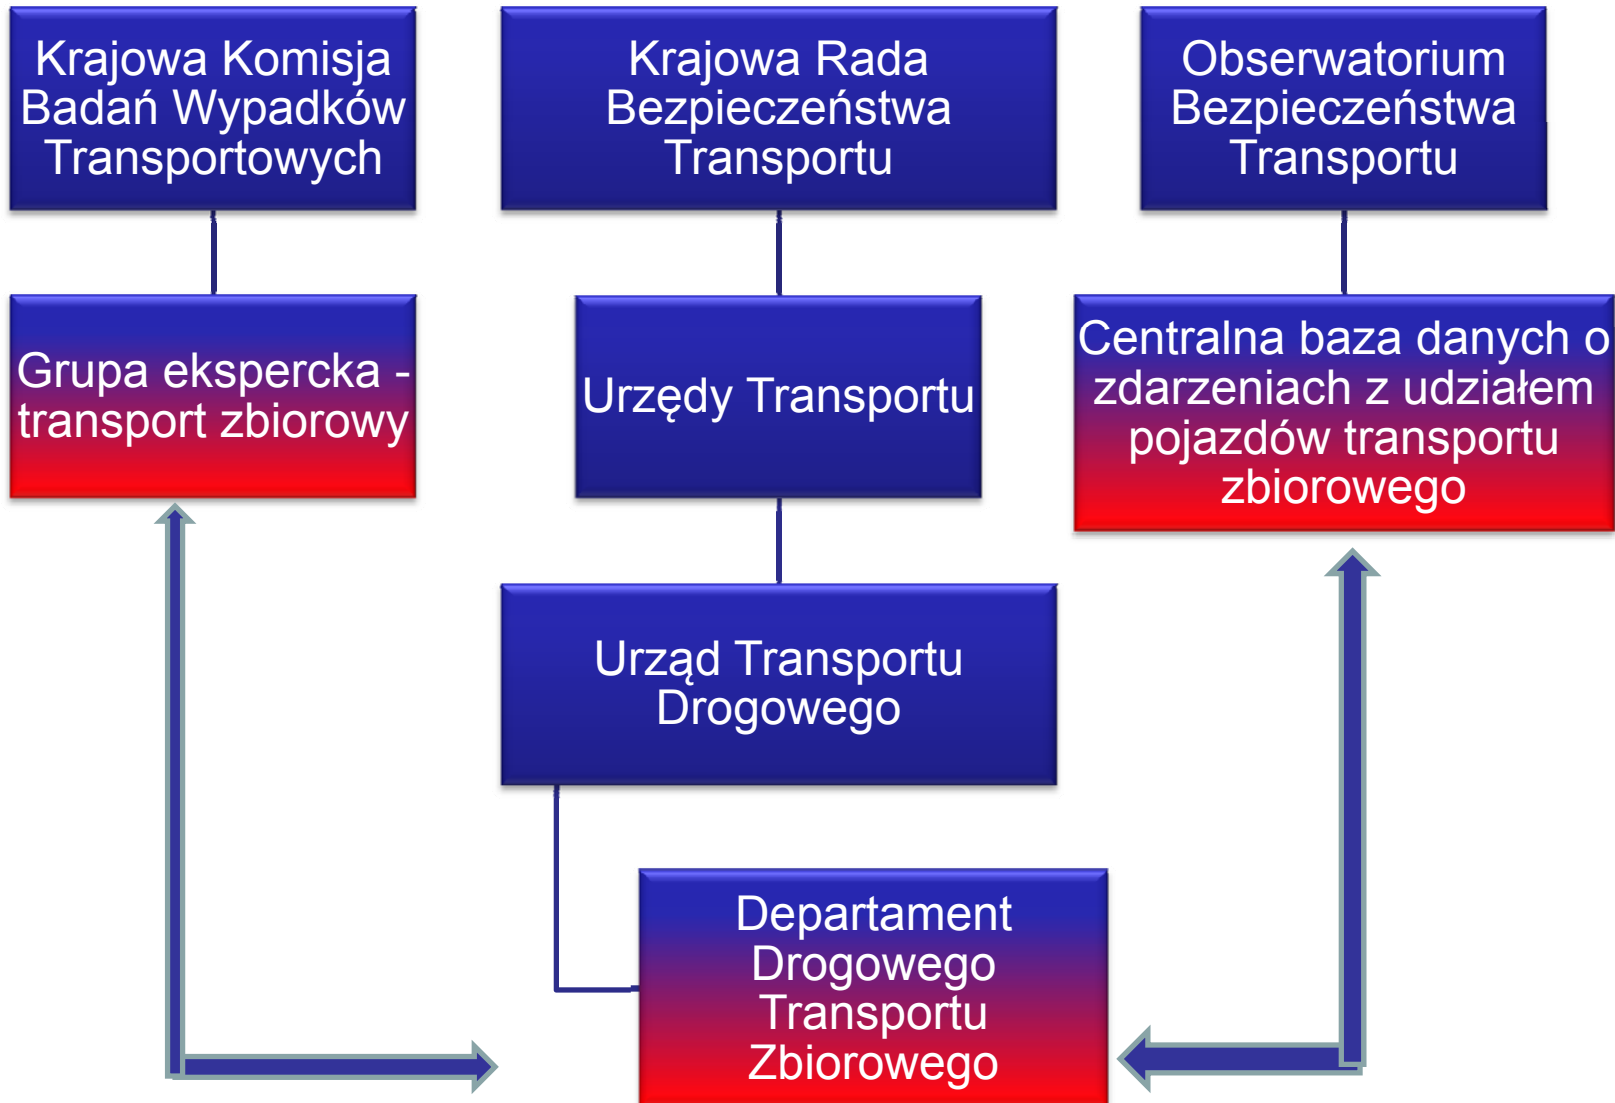 Krajowa Komisja
Badań Wypadków
Transportowych
Krajowa Rada
Bezpieczeństwa
Transportu
Obserwatorium
Bezpieczeństwa
Transportu
Grupa ekspercka -
transport zbiorowy
Urzędy Transportu
Centralna baza danych o
zdarzeniach z udziałem
pojazdów transportu
zbiorowego
Urząd Transportu
Drogowego
Departament
Drogowego
Transportu
Zbiorowego